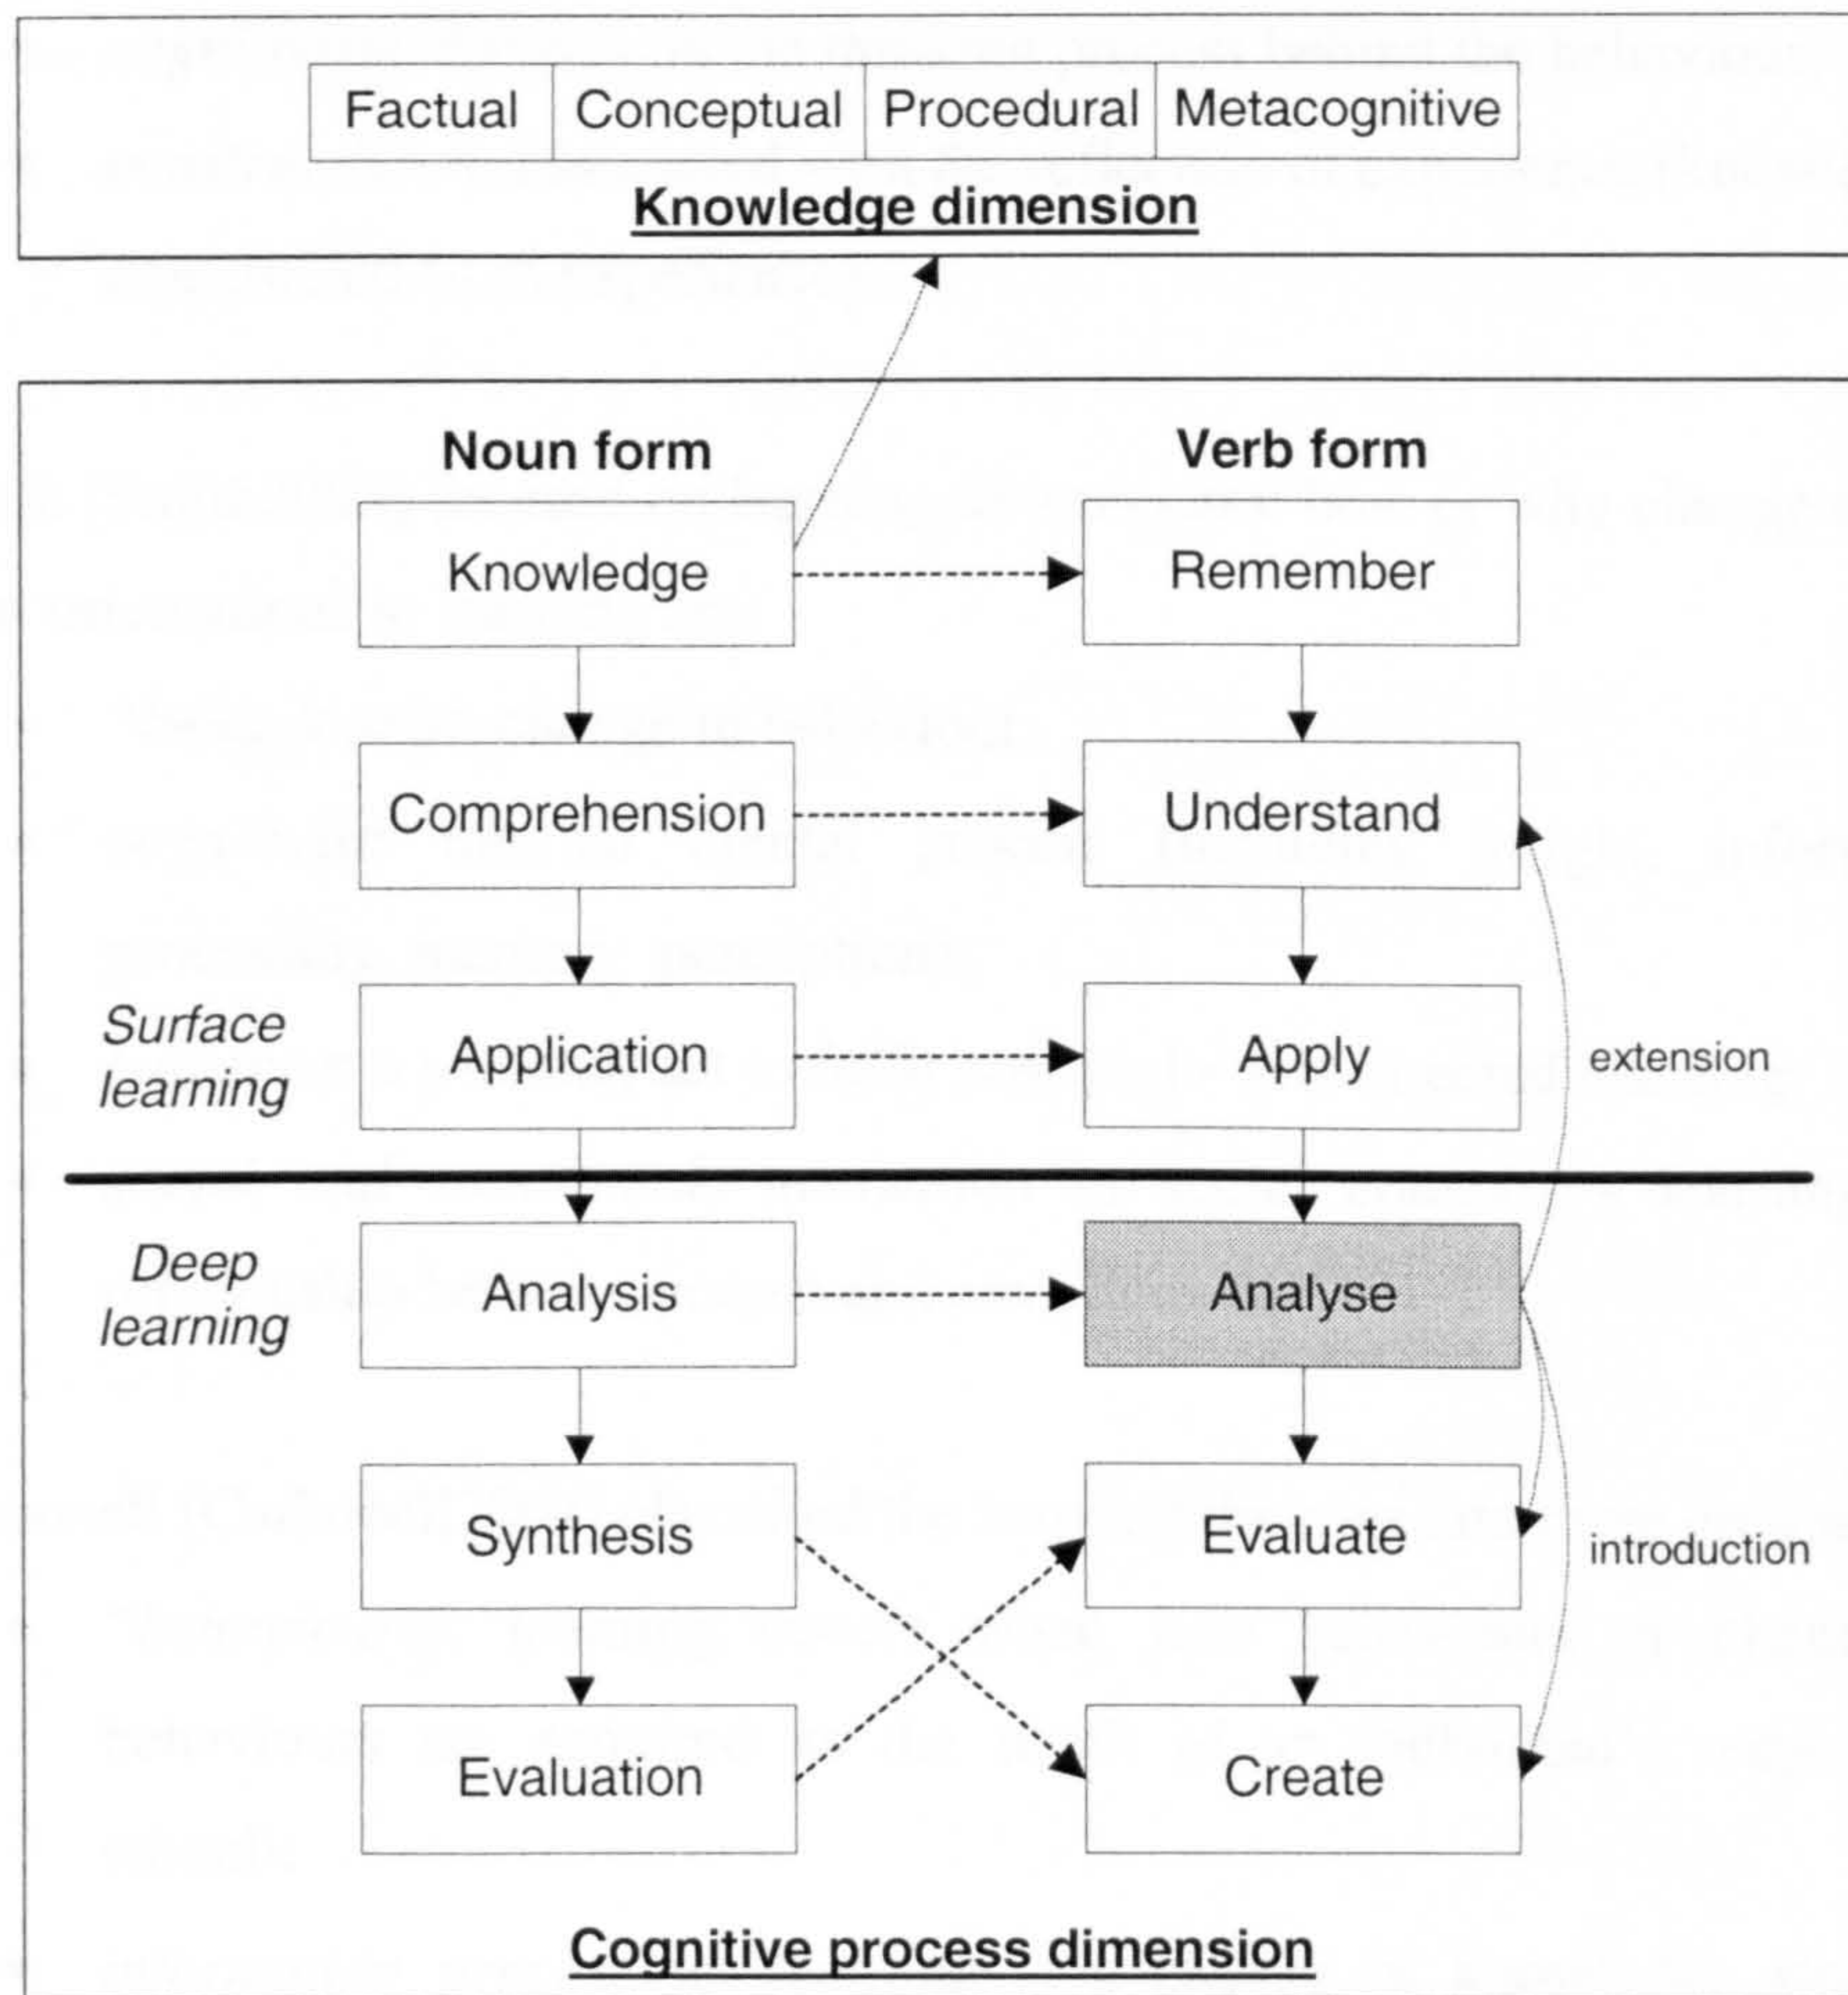 Factual Conceptual Procedural Metacognitive
Knowledge dimension
Noun form Verb form
Knowledge Remember
Comprehension Understand
Surface
learning
Application Apply
extension
Deep
learning
Analysis Analyse
Synthesis Evaluate
introduction
Evaluation Create
Cognitive process dimension